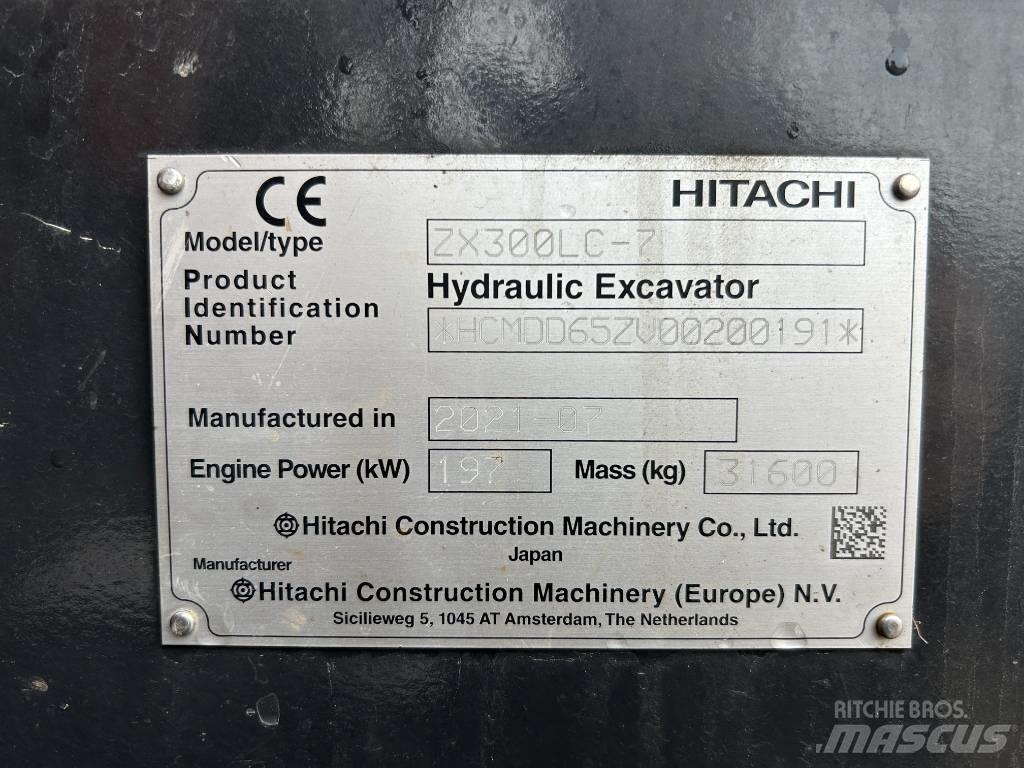 CE HITACHI
Model/type ZX300LC-7
Product Hydraulic Excavator
Identification
Number *HCMDD65ZV00200191*
Manufactured in 2021-07
Engine Power (kW) 197 Mass (kg) 31600
Hitachi Construction Machinery Co., Ltd.
Japan
Manufacturer
Hitachi Construction Machinery (Europe) N.V.
Sicilieweg 5, 1045 AT Amsterdam, The Netherlands
RITCHIE BROS.
MASCUS